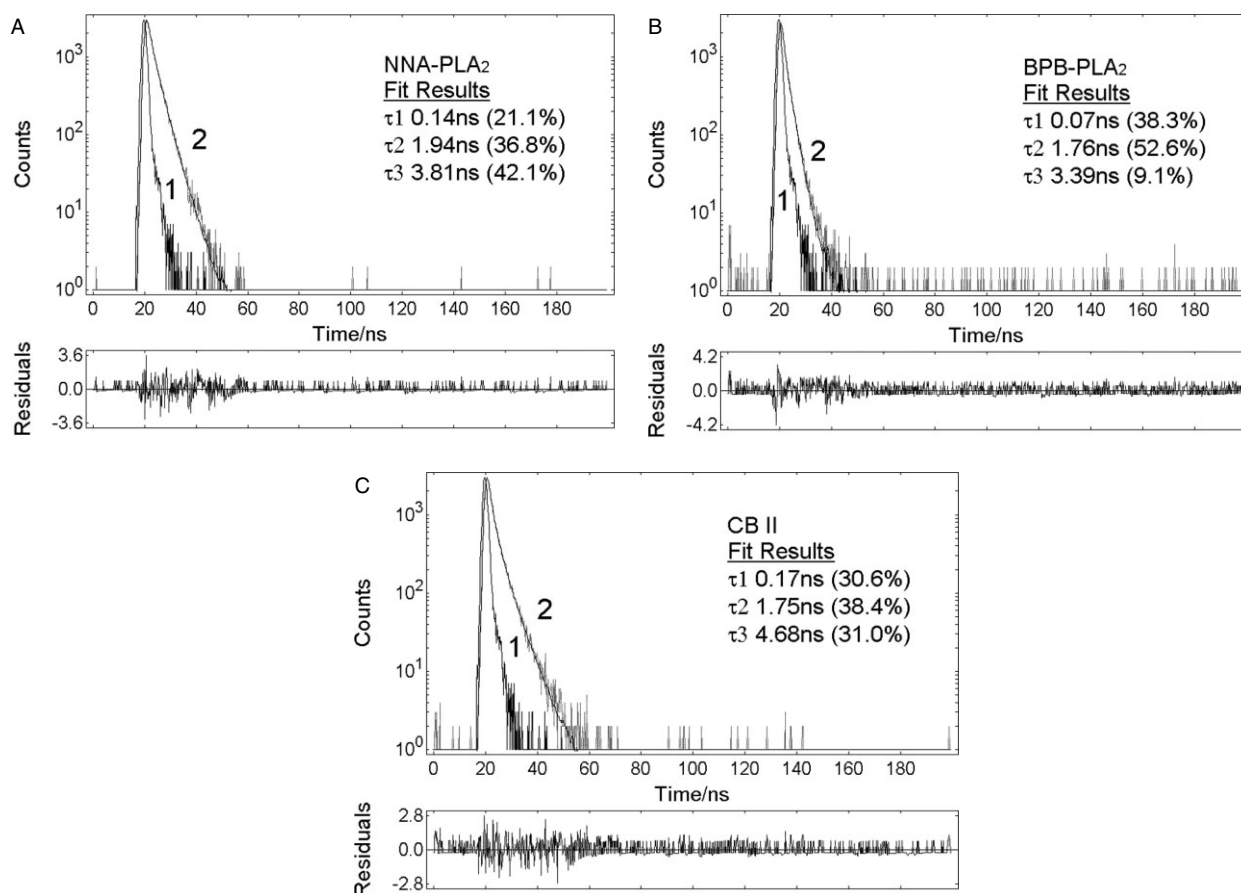 A
Counts
10³
10²
10¹
10⁰
NNA-PLA₂
Fit Results
τ1 0.14ns (21.1%)
τ2 1.94ns (36.8%)
τ3 3.81ns (42.1%)
2
1
0 20 40 60 80 100 120 140 160 180
Time/ns
Residuals
3.6
0.0
-3.6
B
Counts
10³
10²
10¹
10⁰
BPB-PLA₂
Fit Results
τ1 0.07ns (38.3%)
τ2 1.76ns (52.6%)
τ3 3.39ns (9.1%)
2
1
0 20 40 60 80 100 120 140 160 180
Time/ns
Residuals
4.2
0.0
-4.2
C
Counts
10³
10²
10¹
10⁰
CB II
Fit Results
τ1 0.17ns (30.6%)
τ2 1.75ns (38.4%)
τ3 4.68ns (31.0%)
2
1
0 20 40 60 80 100 120 140 160 180
Time/ns
Residuals
2.8
0.0
-2.8